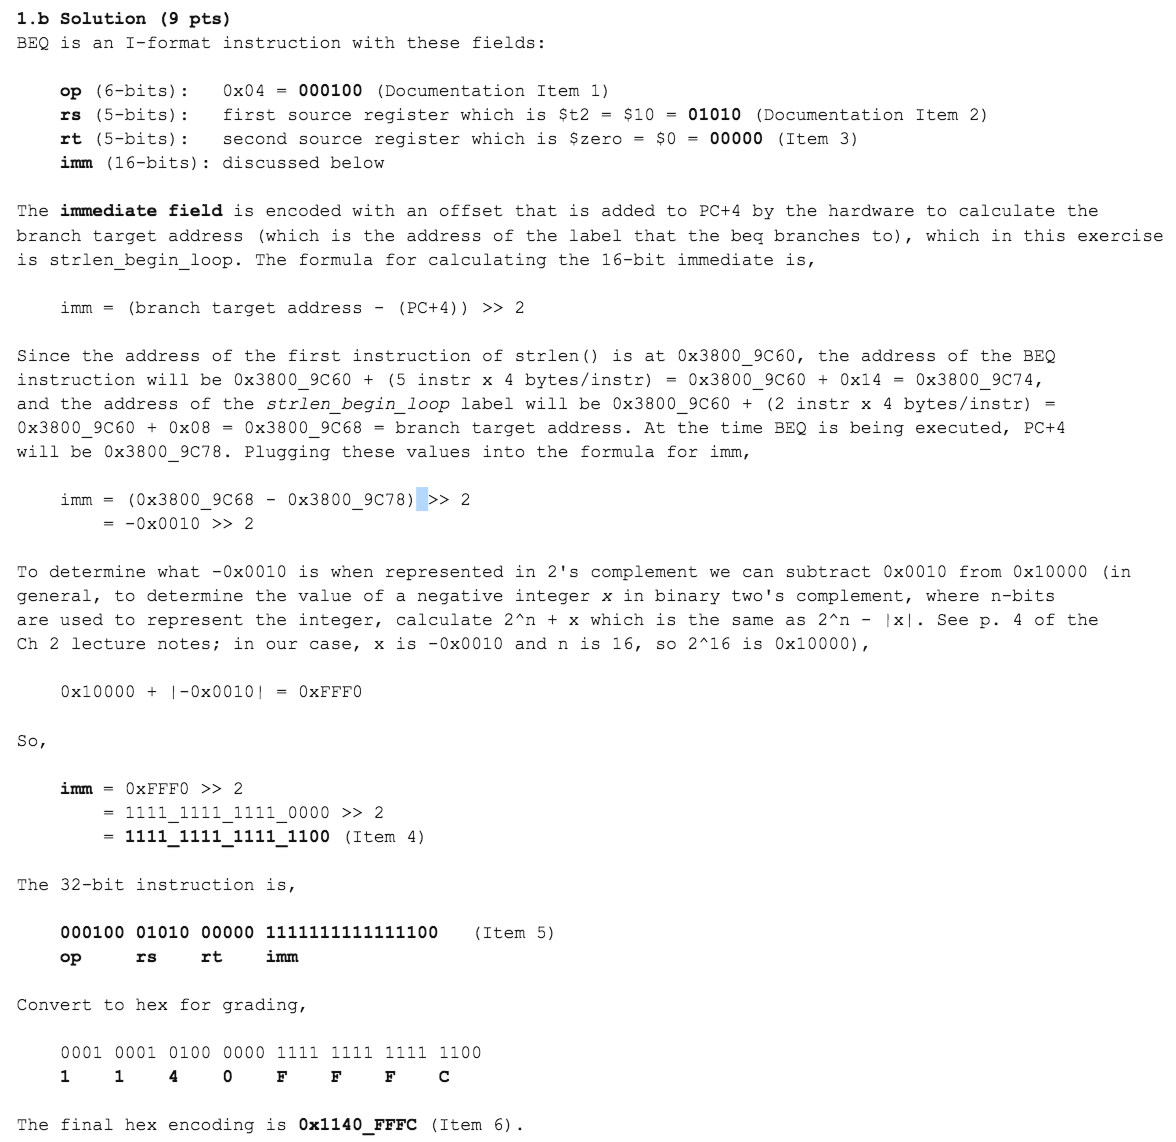 1.b Solution (9 pts)
BEQ is an I-format instruction with these fields:
op (6-bits): 0x04 = 000100 (Documentation Item 1)
rs (5-bits): first source register which is $t2 = $10 = 01010 (Documentation Item 2)
rt (5-bits): second source register which is $zero = $0 = 00000 (Item 3)
imm (16-bits): discussed below
The immediate field is encoded with an offset that is added to PC+4 by the hardware to calculate the
branch target address (which is the address of the label that the beq branches to), which in this exercise
is strlen_begin_loop. The formula for calculating the 16-bit immediate is,
imm = (branch target address - (PC+4)) >> 2
Since the address of the first instruction of strlen() is at 0x3800_9C60, the address of the BEQ
instruction will be 0x3800_9C60 + (5 instr x 4 bytes/instr) = 0x3800_9C60 + 0x14 = 0x3800_9C74,
and the address of the strlen_begin_loop label will be 0x3800_9C60 + (2 instr x 4 bytes/instr) =
0x3800_9C60 + 0x08 = 0x3800_9C68 = branch target address. At the time BEQ is being executed, PC+4
will be 0x3800_9C78. Plugging these values into the formula for imm,
imm = (0x3800_9C68 - 0x3800_9C78) >> 2
= -0x0010 >> 2
To determine what -0x0010 is when represented in 2's complement we can subtract 0x0010 from 0x10000 (in
general, to determine the value of a negative integer x in binary two's complement, where n-bits
are used to represent the integer, calculate 2^n + x which is the same as 2^n - |x|. See p. 4 of the
Ch 2 lecture notes; in our case, x is -0x0010 and n is 16, so 2^16 is 0x10000),
0x10000 + |-0x0010| = 0xFFF0
So,
imm = 0xFFF0 >> 2
= 1111_1111_1111_0000 >> 2
= 1111_1111_1111_1100 (Item 4)
The 32-bit instruction is,
000100 01010 00000 1111111111111100 (Item 5)
op rs rt imm
Convert to hex for grading,
0001 0001 0100 0000 1111 1111 1111 1100
1 1 4 0 F F F C
The final hex encoding is 0x1140_FFFC (Item 6).